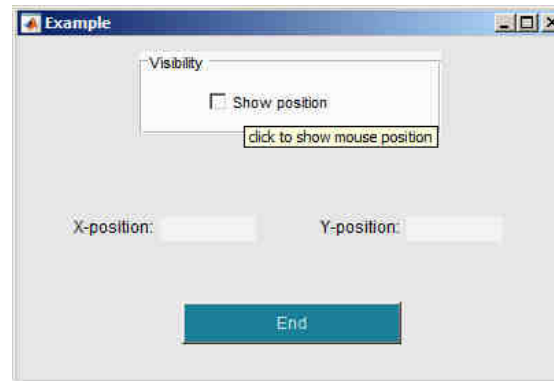 Example
Visibility
Show position
click to show mouse position
X-position:
Y-position:
End